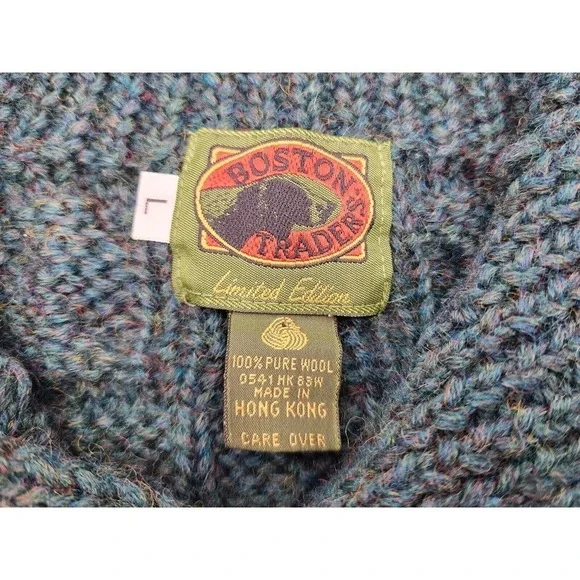 BOSTON
TRADERS
Limited Edition
L
100% PURE WOOL
0541 HK 83W
MADE IN
HONG KONG
CARE OVER